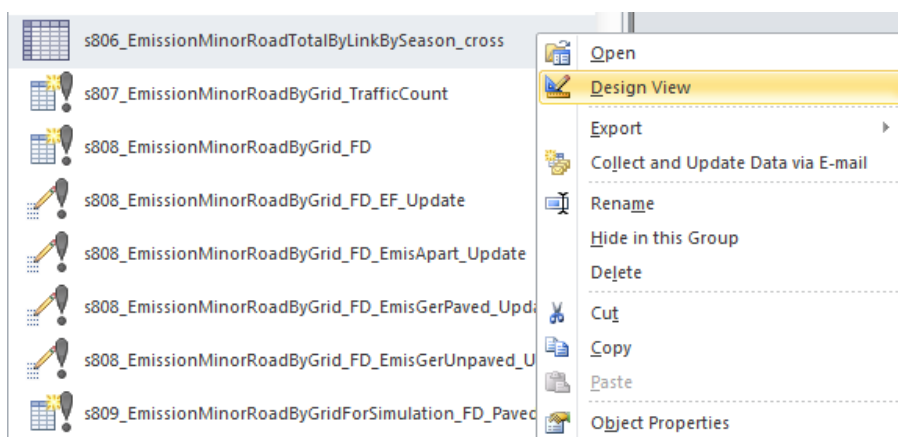 s806_EmissionMinorRoadTotalByLinkBySeason_cross
s807_EmissionMinorRoadByGrid_TrafficCount
s808_EmissionMinorRoadByGrid_FD
s808_EmissionMinorRoadByGrid_FD_EF_Update
s808_EmissionMinorRoadByGrid_FD_EmisApart_Update
s808_EmissionMinorRoadByGrid_FD_EmisGerPaved_Upd
s808_EmissionMinorRoadByGrid_FD_EmisGerUnpaved_U
s809_EmissionMinorRoadByGridForSimulation_FD_Paved
Open
Design View
Export
Collect and Update Data via E-mail
Rename
Hide in this Group
Delete
Cut
Copy
Paste
Object Properties